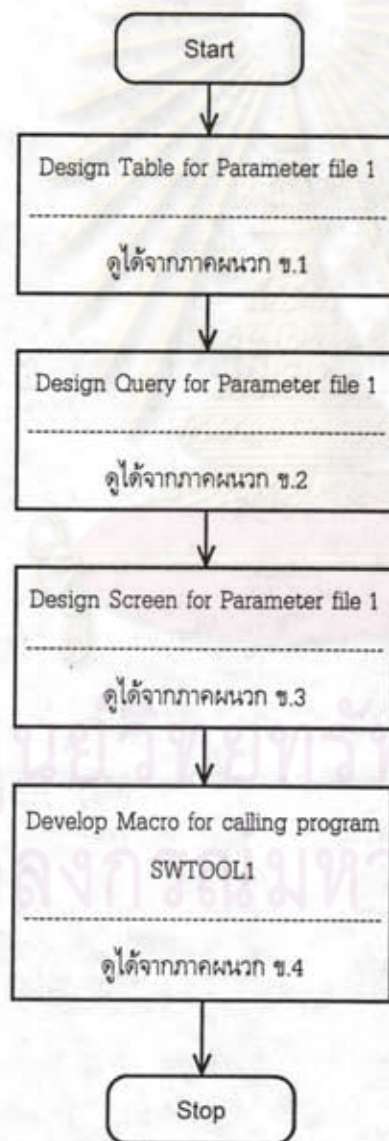 Start
Design Table for Parameter file 1
ดูได้จากภาคผนวก ข.1
Design Query for Parameter file 1
ดูได้จากภาคผนวก ข.2
Design Screen for Parameter file 1
ดูได้จากภาคผนวก ข.3
Develop Macro for calling program
SWTOOL1
ดูได้จากภาคผนวก ข.4
Stop